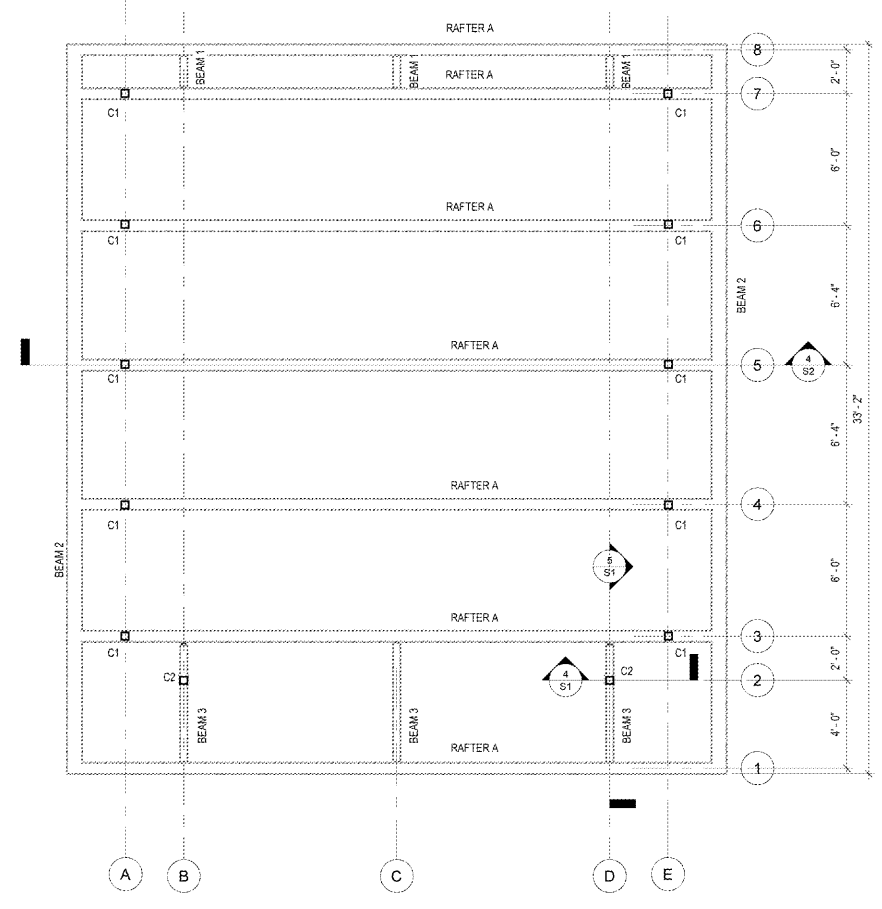 RAFTER A
8
BEAM 1
BEAM 1
BEAM 1
RAFTER A
2' - 0"
7
C1
C1
6' - 0"
RAFTER A
6
C1
C1
BEAM 2
6' - 4"
RAFTER A
4
S2
5
C1
C1
33' - 2"
6' - 4"
RAFTER A
4
C1
C1
BEAM 2
5
S1
6' - 0"
RAFTER A
3
C1
C1
2' - 0"
C2
4
S1
C2
2
BEAM 3
BEAM 3
BEAM 3
4' - 0"
RAFTER A
1
A
B
C
D
E